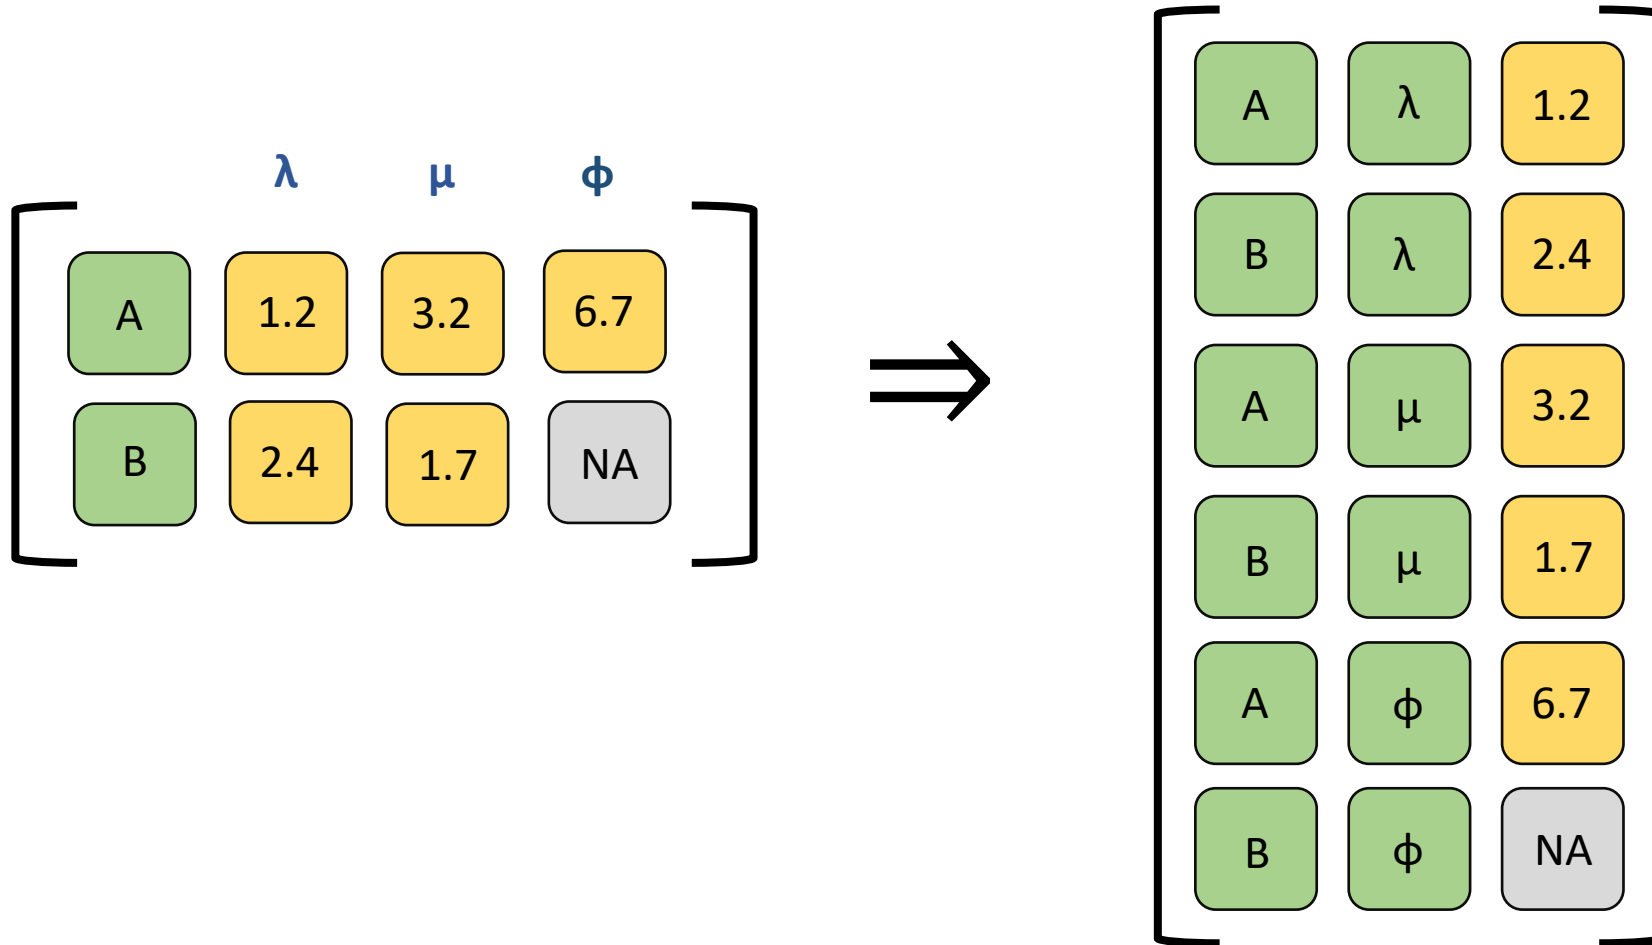 λ μ ϕ
A 1.2 3.2 6.7
B 2.4 1.7 NA
⇒
A λ 1.2
B λ 2.4
A μ 3.2
B μ 1.7
A ϕ 6.7
B ϕ NA